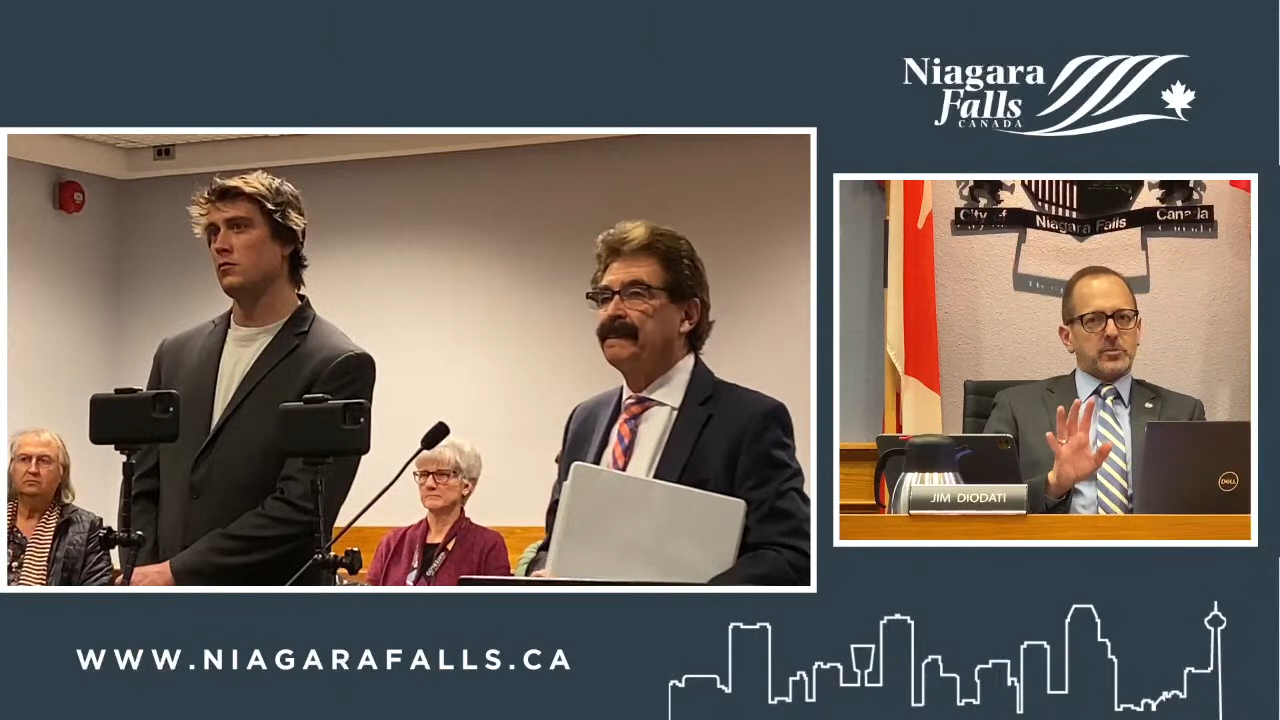 Niagara
Falls
CANADA
City of
Niagara Falls
Canada
JIM DIODATI
DELL
WWW.NIAGARAFALLS.CA